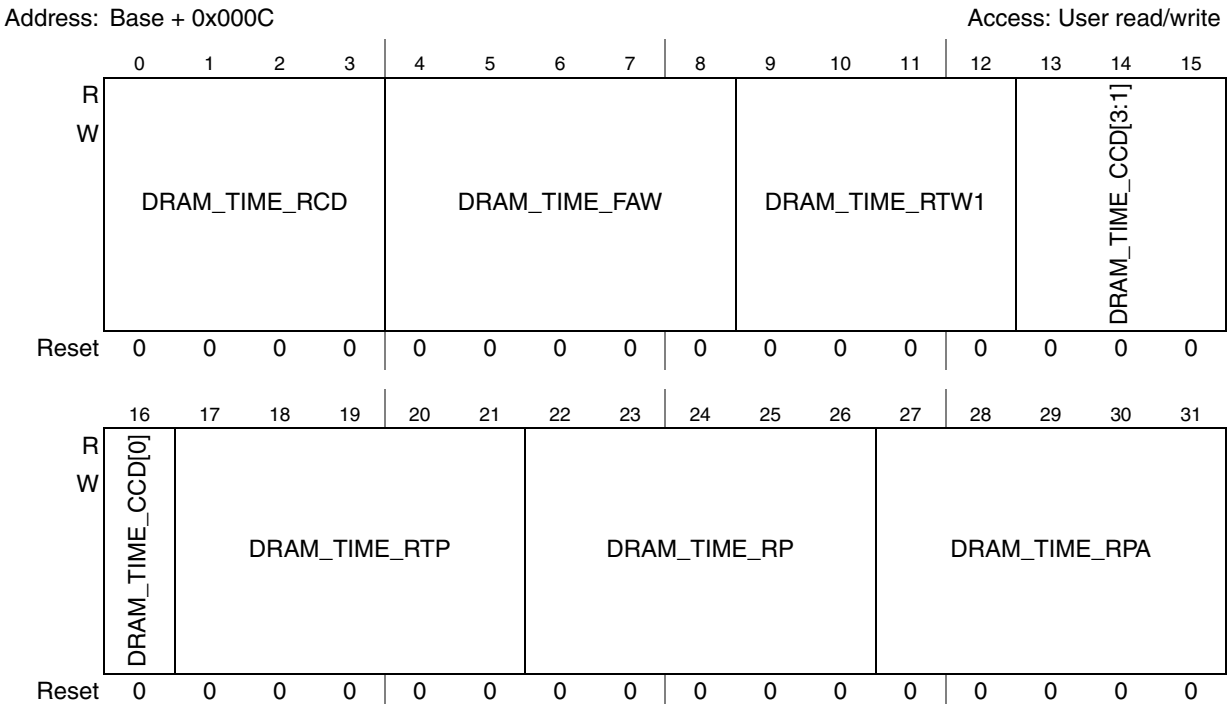 Address: Base + 0x000C Access: User read/write
0 1 2 3 4 5 6 7 8 9 10 11 12 13 14 15
R
W
DRAM_TIME_RCD DRAM_TIME_FAW DRAM_TIME_RTW1 DRAM_TIME_CCD[3:1]
Reset 0 0 0 0 0 0 0 0 0 0 0 0 0 0 0 0
16 17 18 19 20 21 22 23 24 25 26 27 28 29 30 31
R
W
DRAM_TIME_CCD[0] DRAM_TIME_RTP DRAM_TIME_RP DRAM_TIME_RPA
Reset 0 0 0 0 0 0 0 0 0 0 0 0 0 0 0 0